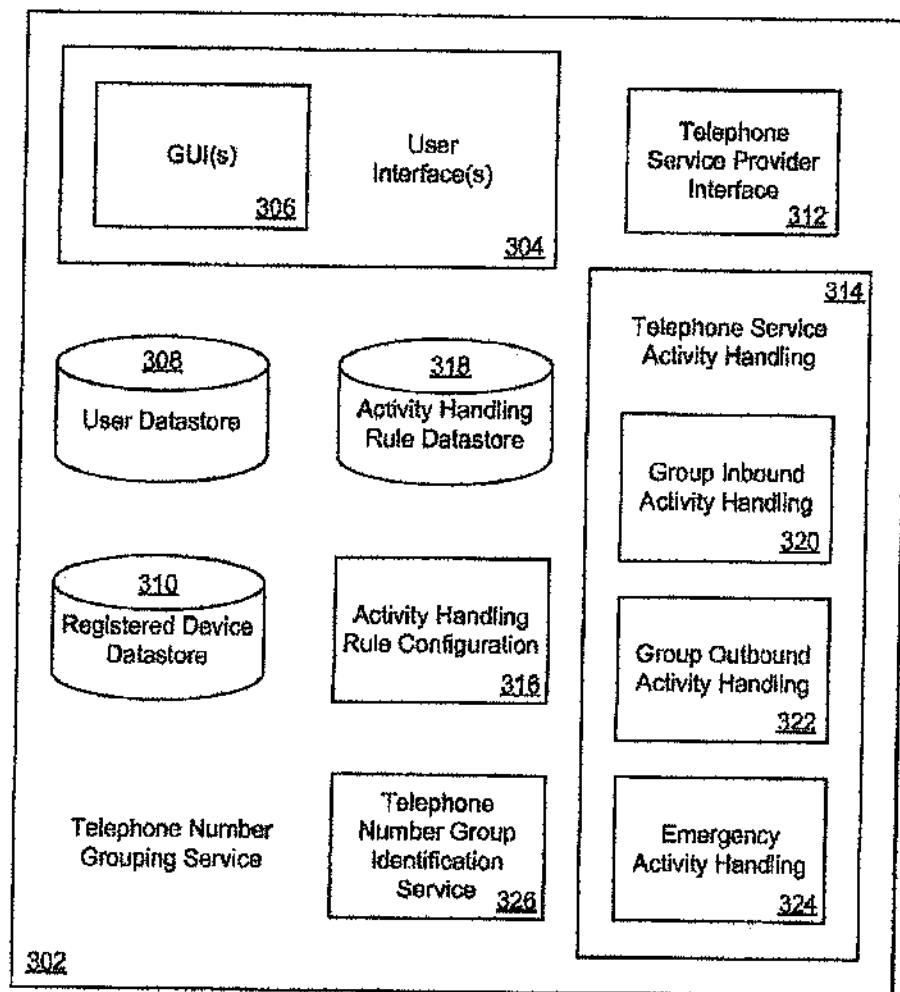 GUI(s)
306
User
Interface(s)
304
Telephone
Service Provider
Interface
312
314
Telephone Service
Activity Handling
308
User Datastore
318
Activity Handling
Rule Datastore
Group Inbound
Activity Handling
320
310
Registered Device
Datastore
Activity Handling
Rule Configuration
316
Group Outbound
Activity Handling
322
Telephone Number
Grouping Service
Telephone
Number Group
Identification
Service
326
Emergency
Activity Handling
324
302